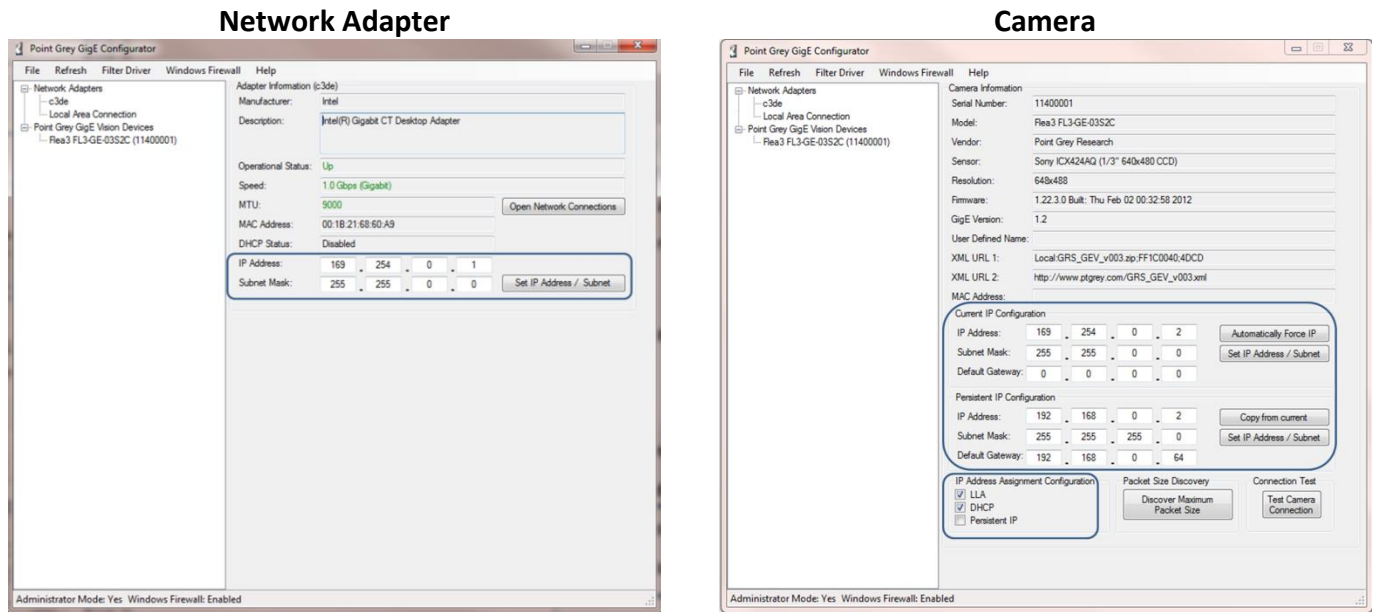 Network Adapter
Point Grey GigE Configurator
File Refresh Filter Driver Windows Firewall Help
Network Adapters
c3de
Local Area Connection
Point Grey GigE Vision Devices
Flea3 FL3-GE-03S2C (11400001)
Adapter Information (c3de)
Manufacturer: Intel
Description: Intel(R) Gigabit CT Desktop Adapter
Operational Status: Up
Speed: 1.0 Gbps (Gigabit)
MTU: 9000 Open Network Connections
MAC Address: 00:1B:21:68:60:A9
DHCP Status: Disabled
IP Address: 169 . 254 . 0 . 1
Subnet Mask: 255 . 255 . 0 . 0 Set IP Address / Subnet
Administrator Mode: Yes Windows Firewall: Enabled
Camera
Point Grey GigE Configurator
File Refresh Filter Driver Windows Firewall Help
Network Adapters
c3de
Local Area Connection
Point Grey GigE Vision Devices
Flea3 FL3-GE-03S2C (11400001)
Camera Information
Serial Number: 11400001
Model: Flea3 FL3-GE-03S2C
Vendor: Point Grey Research
Sensor: Sony ICX424AQ (1/3" 640x480 CCD)
Resolution: 648x488
Firmware: 1.22.3.0 Built: Thu Feb 02 00:32:58 2012
GigE Version: 1.2
User Defined Name:
XML URL 1: Local:GRS_GEV_v003.zip;FF1C0040;4DCD
XML URL 2: http://www.ptgrey.com/GRS_GEV_v003.xml
MAC Address:
Current IP Configuration
IP Address: 169 . 254 . 0 . 2 Automatically Force IP
Subnet Mask: 255 . 255 . 0 . 0 Set IP Address / Subnet
Default Gateway: 0 . 0 . 0 . 0
Persistent IP Configuration
IP Address: 192 . 168 . 0 . 2 Copy from current
Subnet Mask: 255 . 255 . 255 . 0 Set IP Address / Subnet
Default Gateway: 192 . 168 . 0 . 64
IP Address Assignment Configuration
LLA
DHCP
Persistent IP
Packet Size Discovery
Discover Maximum
Packet Size
Connection Test
Test Camera
Connection
Administrator Mode: Yes Windows Firewall: Enabled